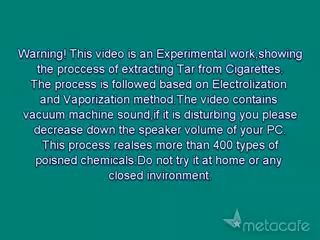 Warning! This video is an Experimental work,showing
the proccess of extracting Tar from Cigarettes.
The process is followed based on Electrolization
and Vaporization method.The video contains
vacuum machine sound,if it is disturbing you please
decrease down the speaker volume of your PC.
This process realses more than 400 types of
poisned chemicals.Do not try it at home or any
closed invironment.
metacafe